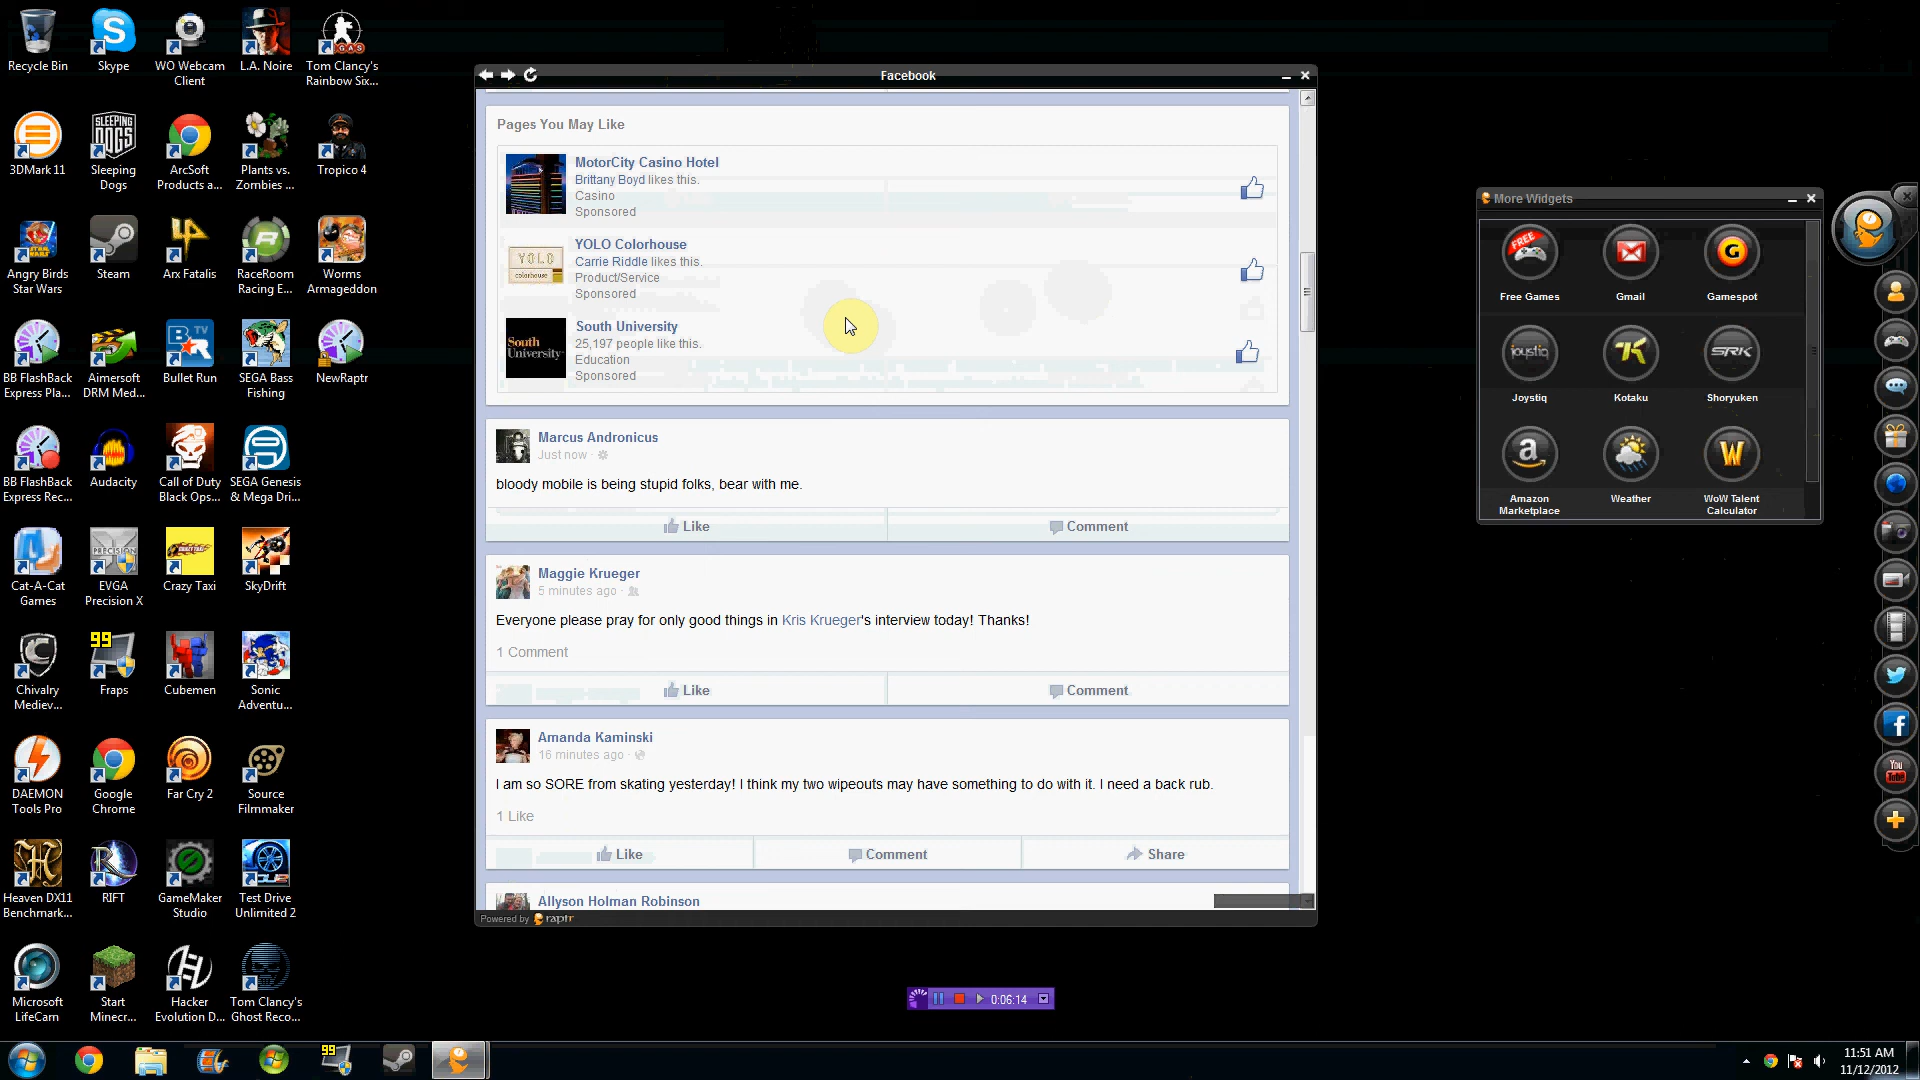 Recycle Bin
Skype
WO Webcam
Client
L.A. Noire
Tom Clancy's
Rainbow Six...
3DMark 11
Sleeping
Dogs
ArcSoft
Products a...
Plants vs.
Zombies ...
Tropico 4
Angry Birds
Star Wars
Steam
Arx Fatalis
RaceRoom
Racing E...
Worms
Armageddon
BB FlashBack
Express Pla...
Aimersoft
DRM Med...
Bullet Run
SEGA Bass
Fishing
NewRaptr
BB FlashBack
Express Rec...
Audacity
Call of Duty
Black Ops...
SEGA Genesis
& Mega Dri...
Cat-A-Cat
Games
EVGA
Precision X
Crazy Taxi
SkyDrift
Chivalry
Mediev...
99
Fraps
Cubemen
Sonic
Adventu...
DAEMON
Tools Pro
Google
Chrome
Far Cry 2
Source
Filmmaker
Heaven DX11
Benchmark...
RIFT
GameMaker
Studio
Test Drive
Unlimited 2
Microsoft
LifeCam
Start
Minecr...
Hacker
Evolution D...
Tom Clancy's
Ghost Reco...
Facebook
Pages You May Like
MotorCity Casino Hotel
Brittany Boyd likes this.
Casino
Sponsored
YOLO
colorhouse
YOLO Colorhouse
Carrie Riddle likes this.
Product/Service
Sponsored
South
University
South University
25,197 people like this.
Education
Sponsored
Marcus Andronicus
Just now ·
bloody mobile is being stupid folks, bear with me.
Like
Comment
Maggie Krueger
5 minutes ago ·
Everyone please pray for only good things in Kris Krueger's interview today! Thanks!
1 Comment
Like
Comment
Amanda Kaminski
16 minutes ago ·
I am so SORE from skating yesterday! I think my two wipeouts may have something to do with it. I need a back rub.
1 Like
Like
Comment
Share
Allyson Holman Robinson
Powered by raptr
More Widgets
FREE
Free Games
Gmail
G
Gamespot
joystiq
Joystiq
Kotaku
SRK
Shoryuken
a
Amazon
Marketplace
Weather
W
WoW Talent
Calculator
You
Tube
0:06:14
99
11:51 AM
11/12/2012